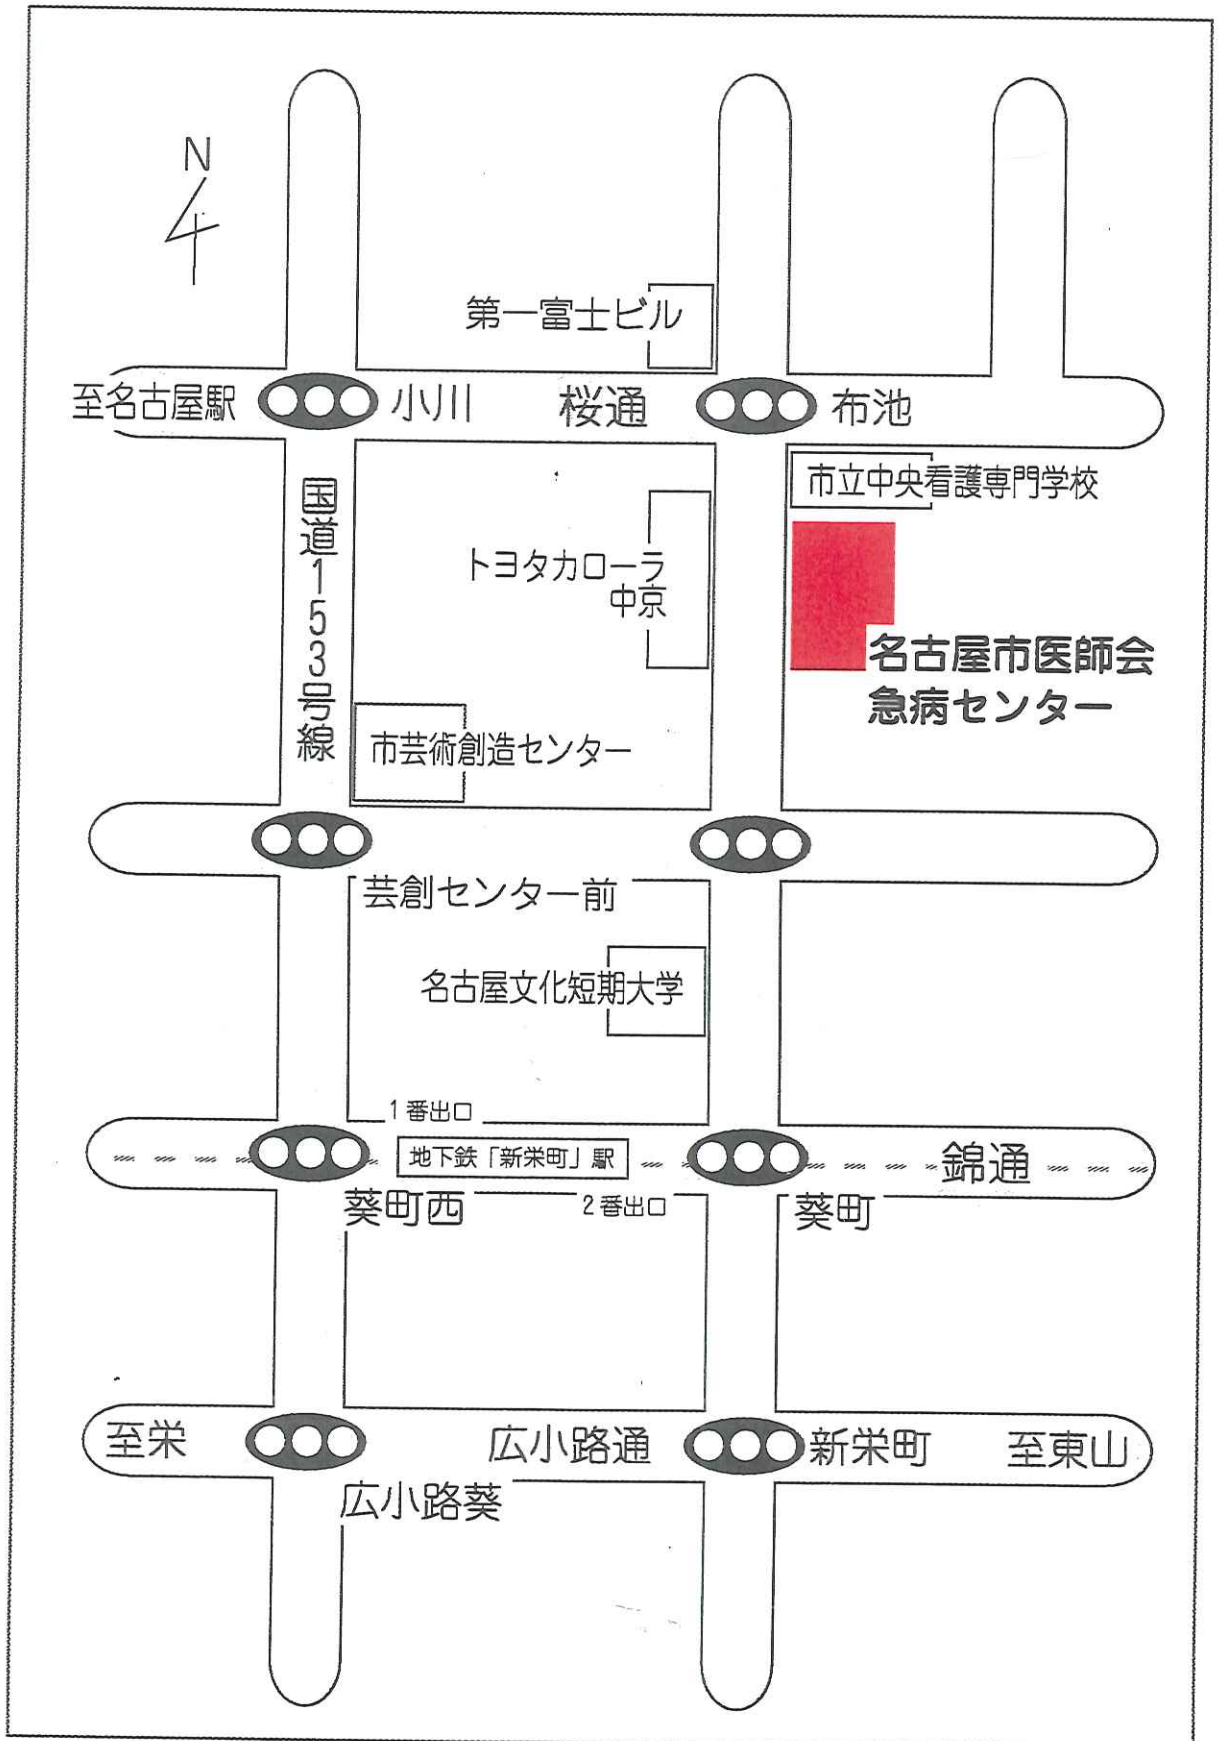 N
第一富士ビル
至名古屋駅
小川
桜通
布池
市立中央看護専門学校
国道153号線
トヨタカローラ
中京
名古屋市医師会
急病センター
市芸術創造センター
芸創センター前
名古屋文化短期大学
1番出口
地下鉄「新栄町」駅
錦通
葵町西
2番出口
葵町
至栄
広小路通
新栄町
至東山
広小路葵